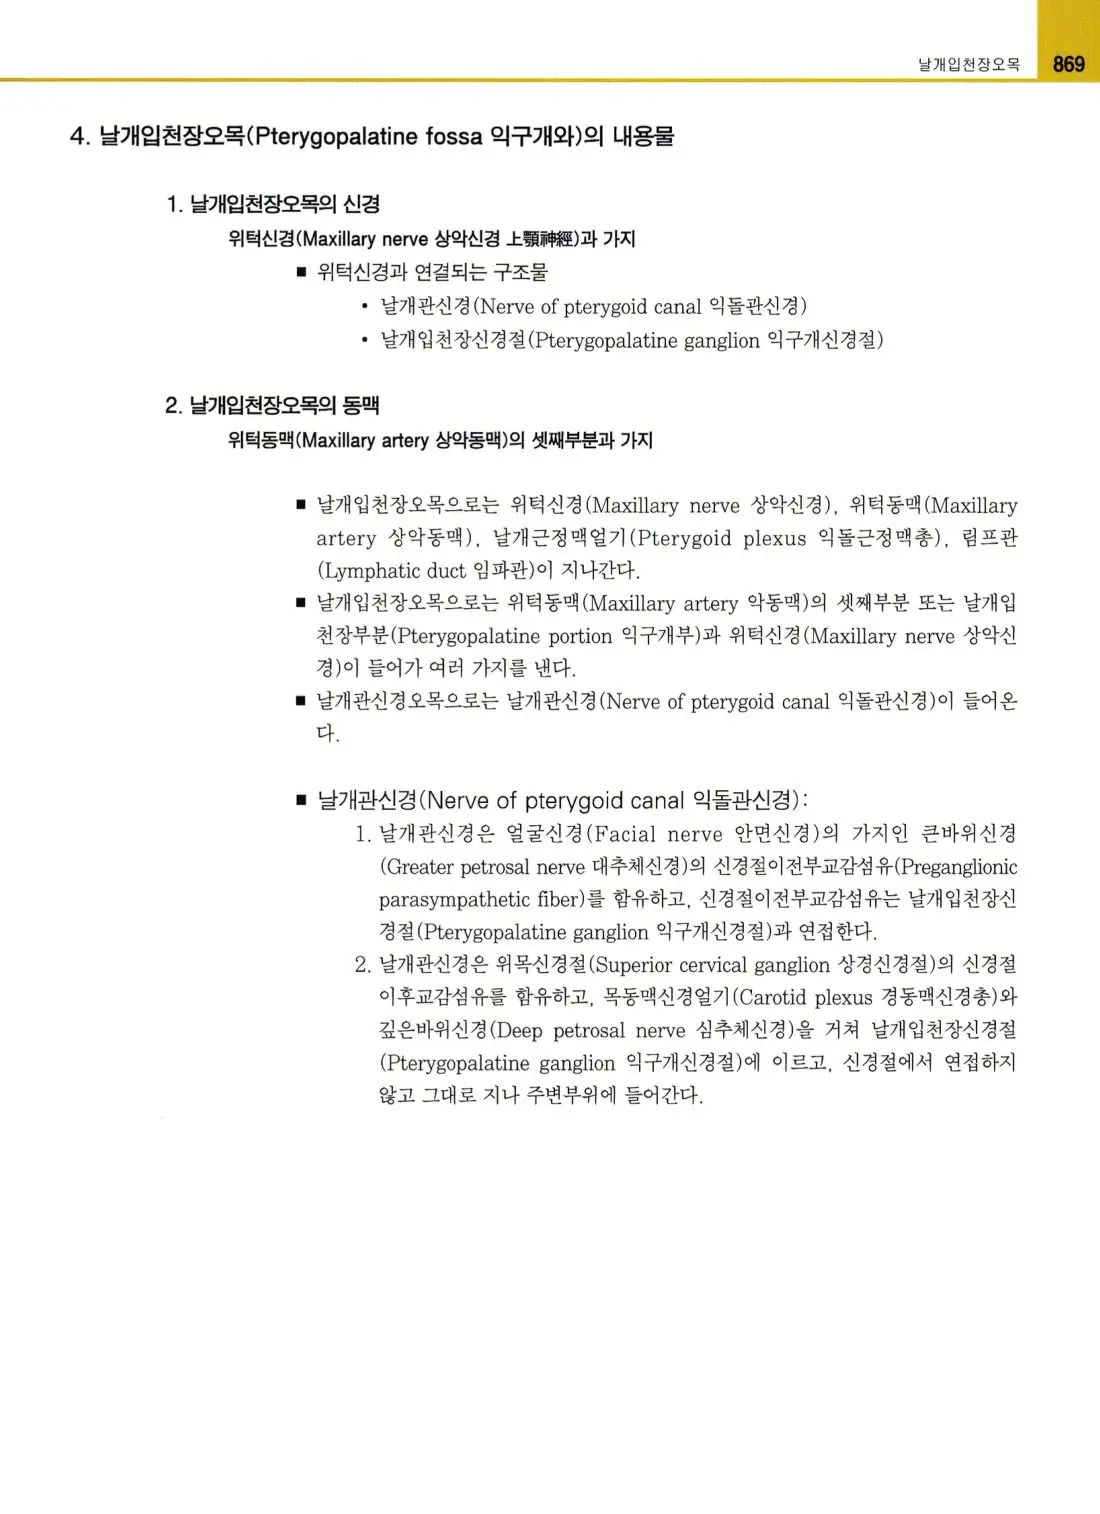 날개입천장오목 869
4. 날개입천장오목(Pterygopalatine fossa 익구개와)의 내용물
1. 날개입천장오목의 신경
위턱신경(Maxillary nerve 상악신경 上顎神經)과 가지
■ 위턱신경과 연결되는 구조물
• 날개관신경(Nerve of pterygoid canal 익돌관신경)
• 날개입천장신경절(Pterygopalatine ganglion 익구개신경절)
2. 날개입천장오목의 동맥
위턱동맥(Maxillary artery 상악동맥)의 셋째부분과 가지
■ 날개입천장오목으로는 위턱신경(Maxillary nerve 상악신경), 위턱동맥(Maxillary
artery 상악동맥), 날개근정맥얼기(Pterygoid plexus 익돌근정맥총), 림프관
(Lymphatic duct 임파관)이 지나간다.
■ 날개입천장오목으로는 위턱동맥(Maxillary artery 악동맥)의 셋째부분 또는 날개입
천장부분(Pterygopalatine portion 익구개부)과 위턱신경(Maxillary nerve 상악신
경)이 들어가 여러 가지를 낸다.
■ 날개관신경오목으로는 날개관신경(Nerve of pterygoid canal 익돌관신경)이 들어온
다.
■ 날개관신경(Nerve of pterygoid canal 익돌관신경):
1. 날개관신경은 얼굴신경(Facial nerve 안면신경)의 가지인 큰바위신경
(Greater petrosal nerve 대추체신경)의 신경절이전부교감섬유(Preganglionic
parasympathetic fiber)를 함유하고, 신경절이전부교감섬유는 날개입천장신
경절(Pterygopalatine ganglion 익구개신경절)과 연접한다.
2. 날개관신경은 위목신경절(Superior cervical ganglion 상경신경절)의 신경절
이후교감섬유를 함유하고, 목동맥신경얼기(Carotid plexus 경동맥신경총)와
깊은바위신경(Deep petrosal nerve 심추체신경)을 거쳐 날개입천장신경절
(Pterygopalatine ganglion 익구개신경절)에 이르고, 신경절에서 연접하지
않고 그대로 지나 주변부위에 들어간다.